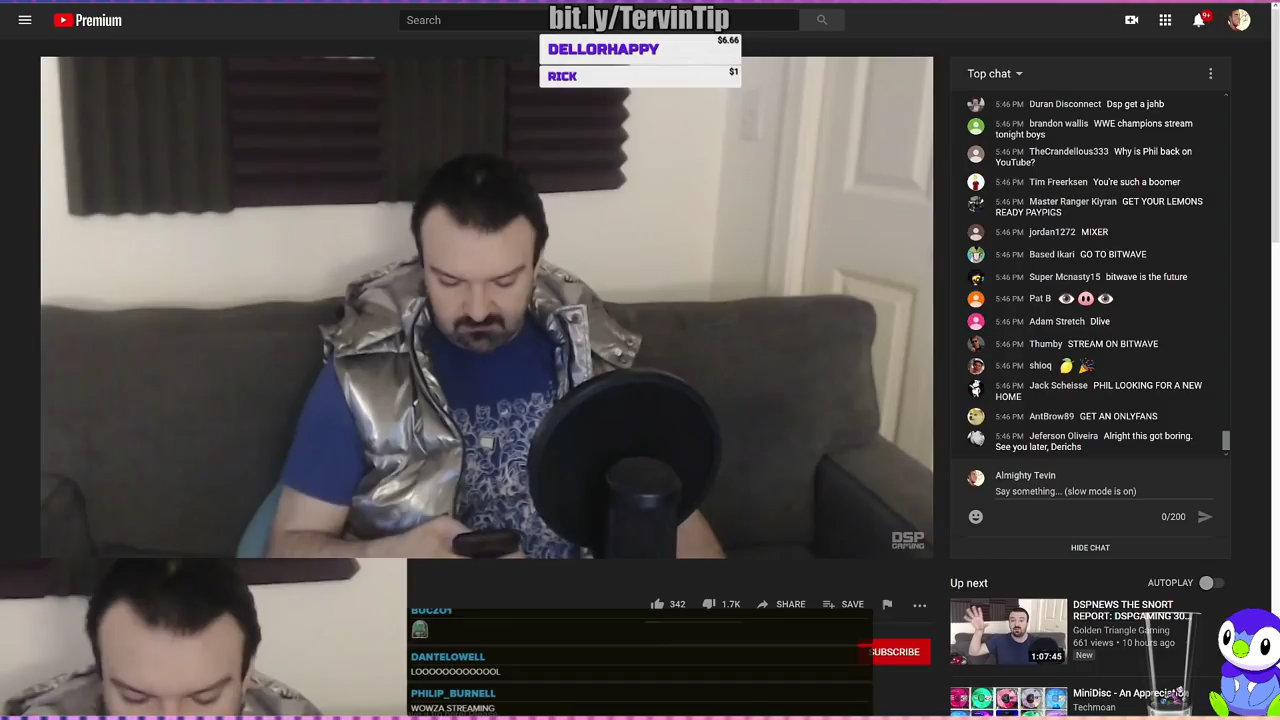 Premium
Search
bit.ly/TervinTip
9+
DELLORHAPPY $6.66
RICK $1
Top chat
5:46 PM Duran Disconnect Dsp get a jahb
5:46 PM brandon wallis WWE champions stream
tonight boys
5:46 PM TheCrandellous333 Why is Phil back on
YouTube?
5:46 PM Tim Freerksen You're such a boomer
5:46 PM Master Ranger Kiyran GET YOUR LEMONS
READY PAYPIGS
5:46 PM jordan1272 MIXER
5:46 PM Based Ikari GO TO BITWAVE
5:46 PM Super Mcnasty15 bitwave is the future
5:46 PM Pat B 👁️🐽👁️
5:46 PM Adam Stretch Dlive
5:46 PM Thumby STREAM ON BITWAVE
5:46 PM shioq 🍋🎉
5:46 PM Jack Scheisse PHIL LOOKING FOR A NEW
HOME
5:46 PM AntBrow89 GET AN ONLYFANS
5:46 PM Jeferson Oliveira Alright this got boring.
See you later, Derichs
Almighty Tevin
Say something... (slow mode is on)
0/200
HIDE CHAT
DSP
GAMING
342 1.7K SHARE SAVE
SUBSCRIBE
BUCZO1
DANTELOWELL
LOOOOOOOOOOOL
PHILIP_BURNELL
WOWZA STREAMING
Up next AUTOPLAY
DSPNEWS THE SNORT
REPORT: DSPGAMING 30...
Golden Triangle Gaming
661 views • 10 hours ago
New
1:07:45
MiniDisc - An Appreciation
Techmoan